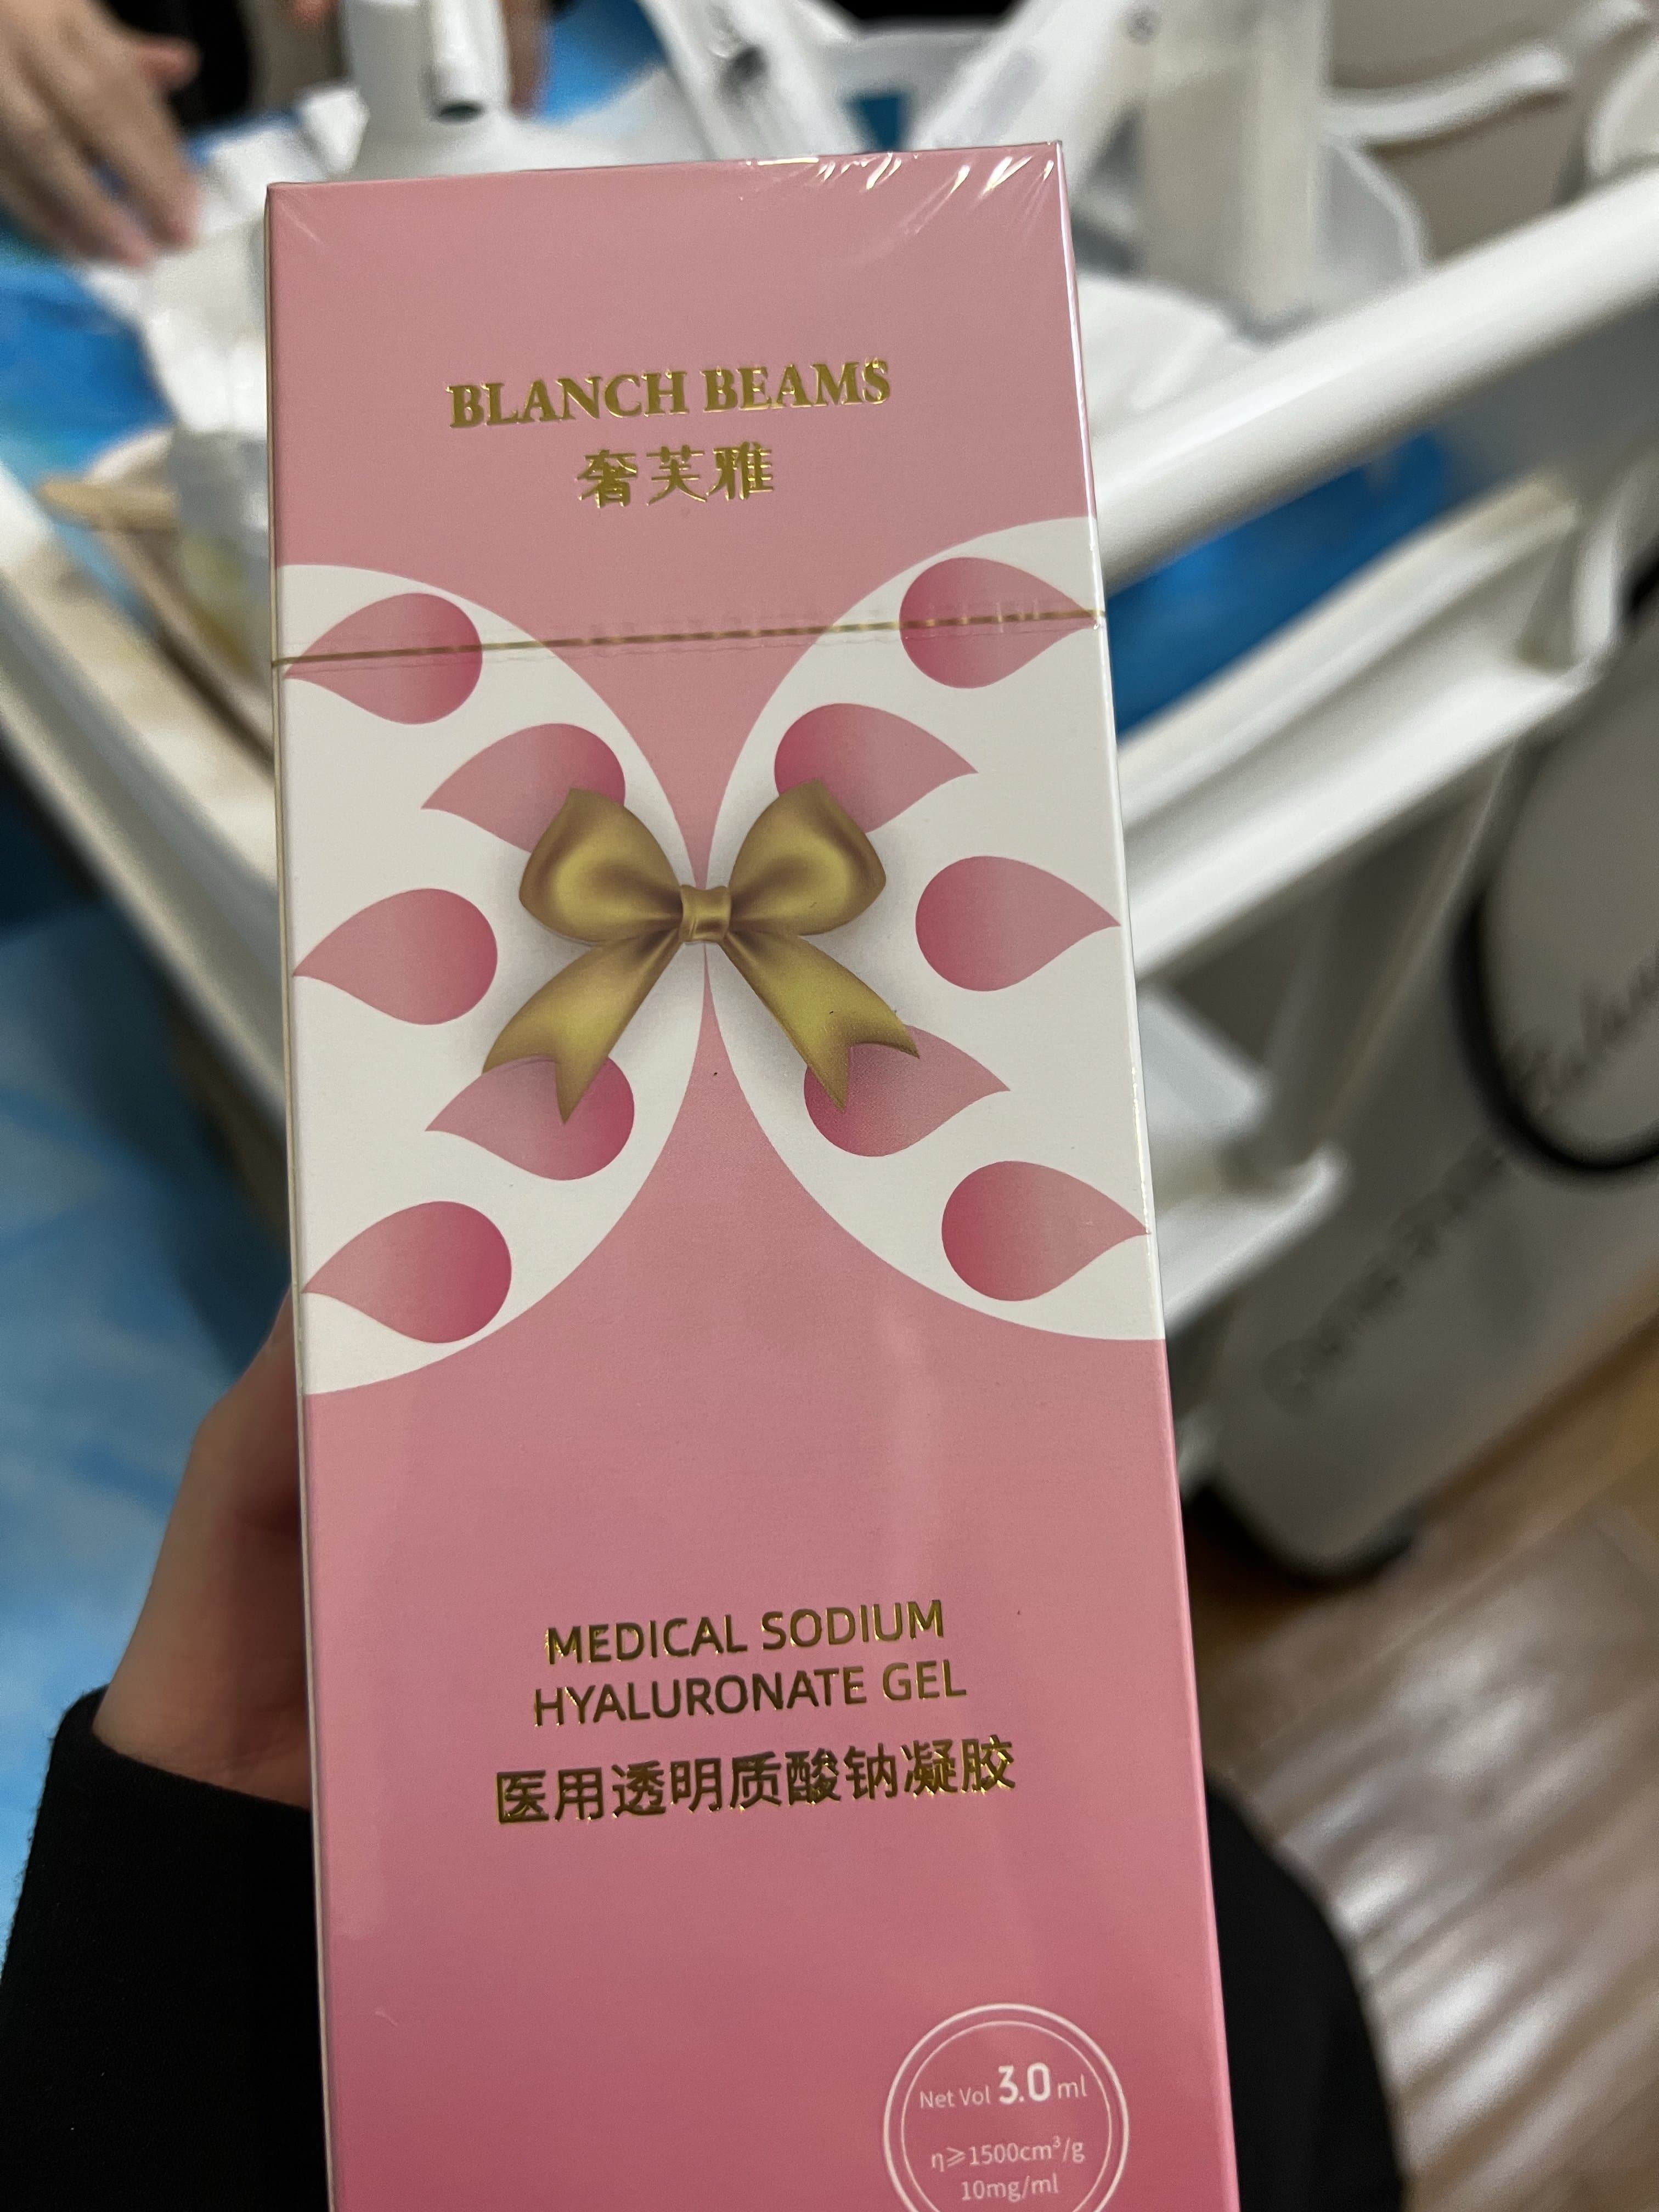 BLANCH BEAMS
奢芙雅
MEDICAL SODIUM
HYALURONATE GEL
医用透明质酸钠凝胶
Net Vol 3.0 ml
η⩾1500cm³/g
10mg/ml